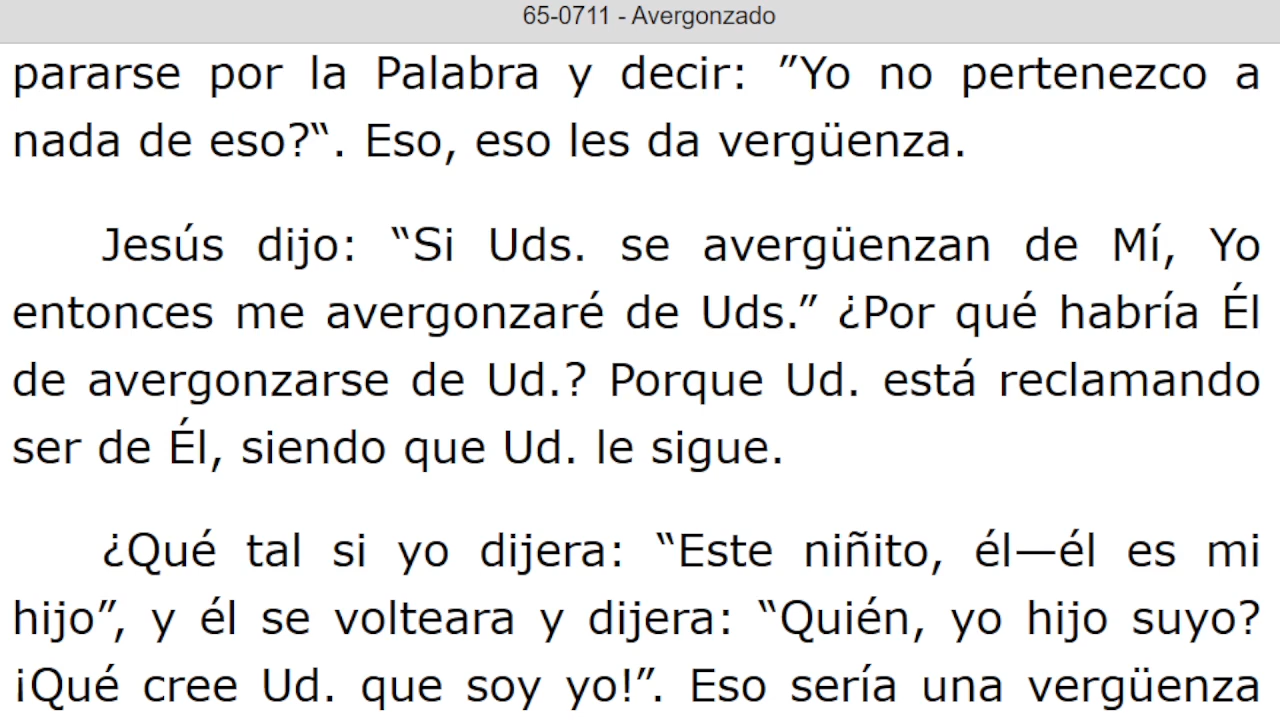 65-0711 - Avergonzado
pararse por la Palabra y decir: ”Yo no pertenezco a
nada de eso?“. Eso, eso les da vergüenza.
Jesús dijo: “Si Uds. se avergüenzan de Mí, Yo
entonces me avergonzaré de Uds.” ¿Por qué habría Él
de avergonzarse de Ud.? Porque Ud. está reclamando
ser de Él, siendo que Ud. le sigue.
¿Qué tal si yo dijera: “Este niñito, él—él es mi
hijo”, y él se volteara y dijera: “Quién, yo hijo suyo?
¡Qué cree Ud. que soy yo!”. Eso sería una vergüenza